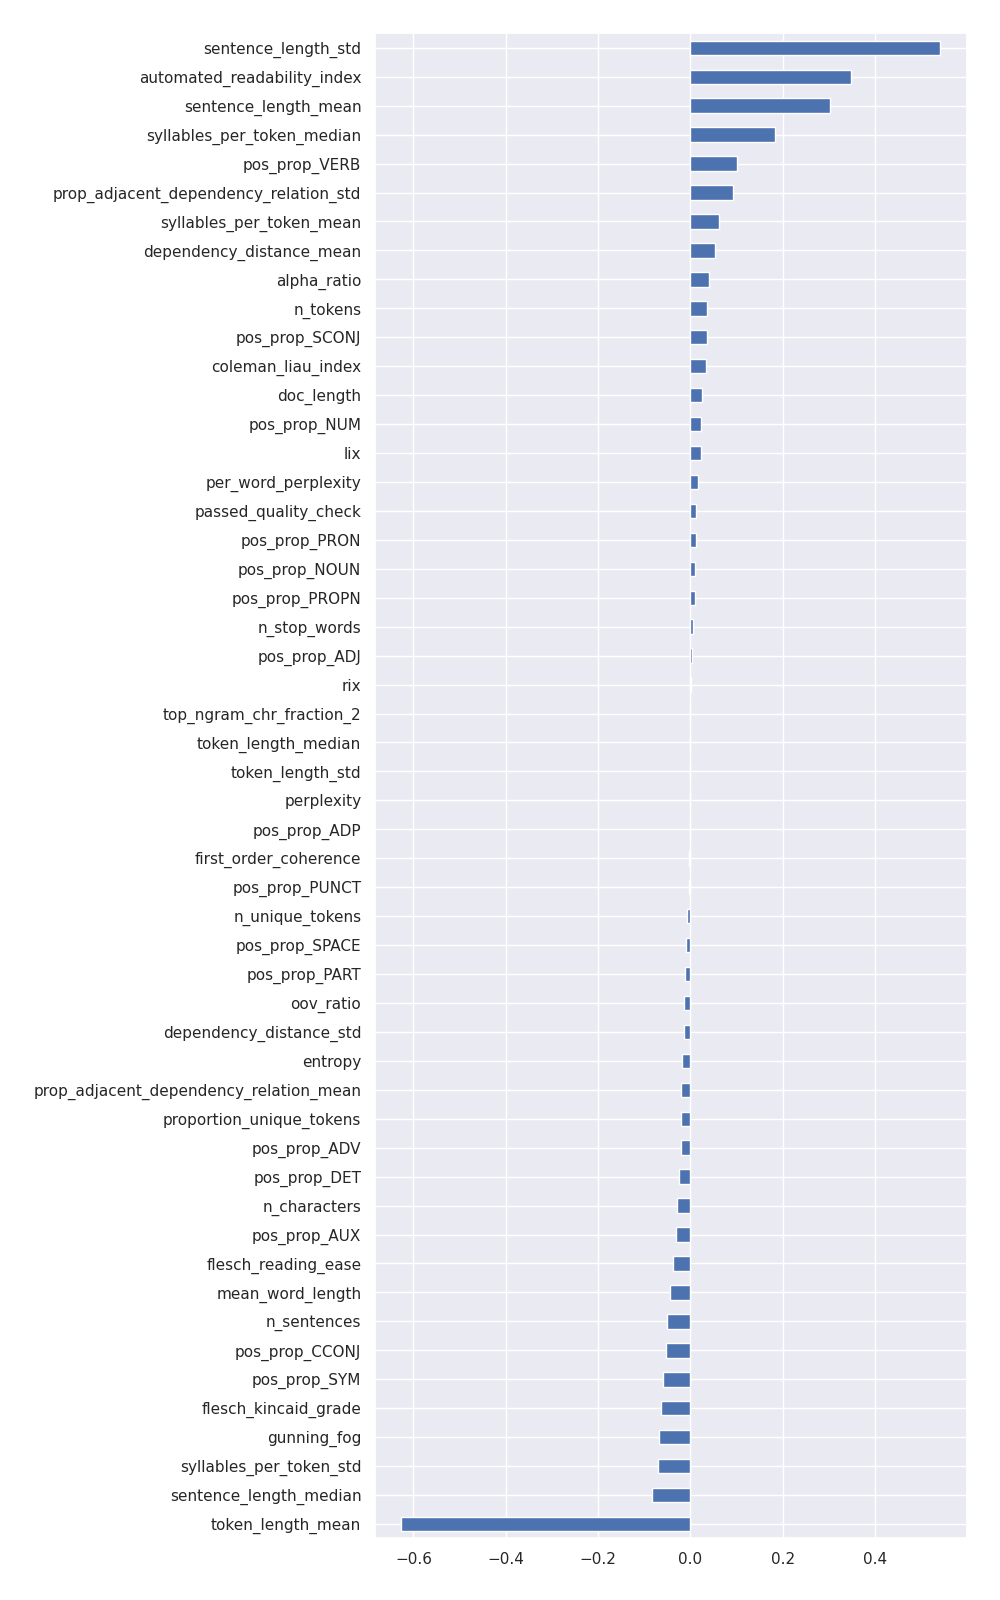 sentence_length_std
automated_readability_index
sentence_length_mean
syllables_per_token_median
pos_prop_VERB
prop_adjacent_dependency_relation_std
syllables_per_token_mean
dependency_distance_mean
alpha_ratio
n_tokens
pos_prop_SCONJ
coleman_liau_index
doc_length
pos_prop_NUM
lix
per_word_perplexity
passed_quality_check
pos_prop_PRON
pos_prop_NOUN
pos_prop_PROPN
n_stop_words
pos_prop_ADJ
rix
top_ngram_chr_fraction_2
token_length_median
token_length_std
perplexity
pos_prop_ADP
first_order_coherence
pos_prop_PUNCT
n_unique_tokens
pos_prop_SPACE
pos_prop_PART
oov_ratio
dependency_distance_std
entropy
prop_adjacent_dependency_relation_mean
proportion_unique_tokens
pos_prop_ADV
pos_prop_DET
n_characters
pos_prop_AUX
flesch_reading_ease
mean_word_length
n_sentences
pos_prop_CCONJ
pos_prop_SYM
flesch_kincaid_grade
gunning_fog
syllables_per_token_std
sentence_length_median
token_length_mean
−0.6 −0.4 −0.2 0.0 0.2 0.4